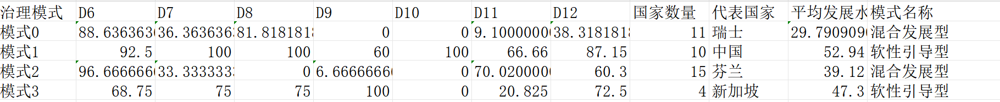 治理模式 D6 D7 D8 D9 D10 D11 D12 国家数量 代表国家 平均发展水 模式名称
模式0 88.636363 36.363636 81.818181 0 0 9.1000000 38.318181 11 瑞士 29.790909 混合发展型
模式1 92.5 100 100 60 100 66.66 87.15 10 中国 52.94 软性引导型
模式2 96.666666 33.333333 0 6.6666666 0 70.020000 60.3 15 芬兰 39.12 混合发展型
模式3 68.75 75 75 100 0 20.825 72.5 4 新加坡 47.3 软性引导型